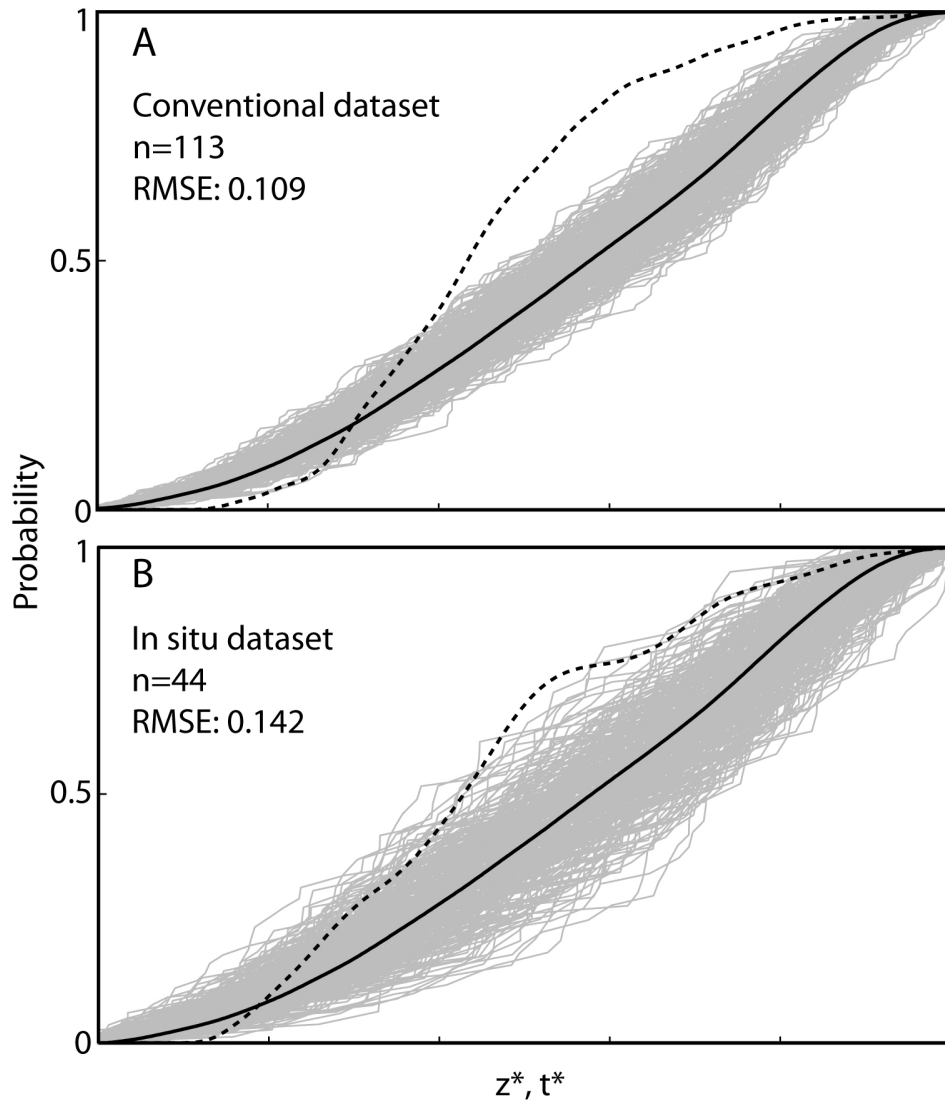 1
A
Conventional dataset
n=113
RMSE: 0.109
0.5
0
Probability
1
B
In situ dataset
n=44
RMSE: 0.142
0.5
0
z*, t*